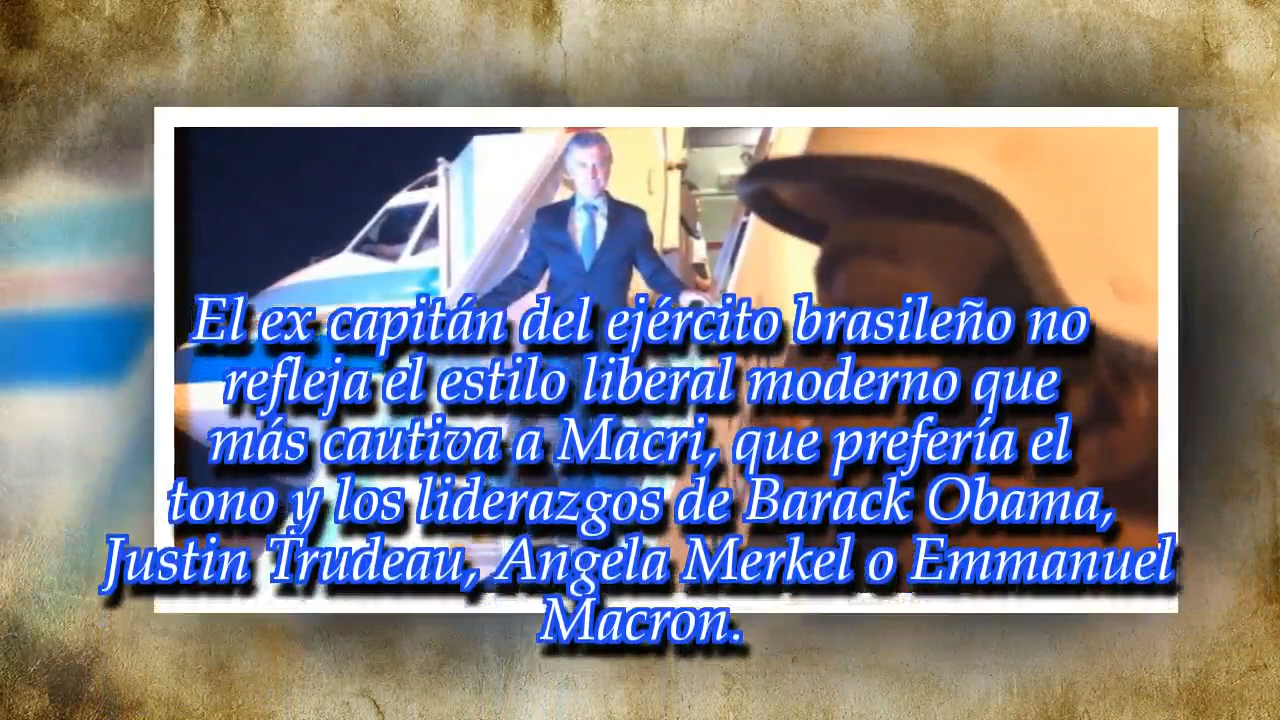 El ex capitán del ejército brasileño no
refleja el estilo liberal moderno que
más cautiva a Macri, que prefería el
tono y los liderazgos de Barack Obama,
Justin Trudeau, Angela Merkel o Emmanuel
Macron.